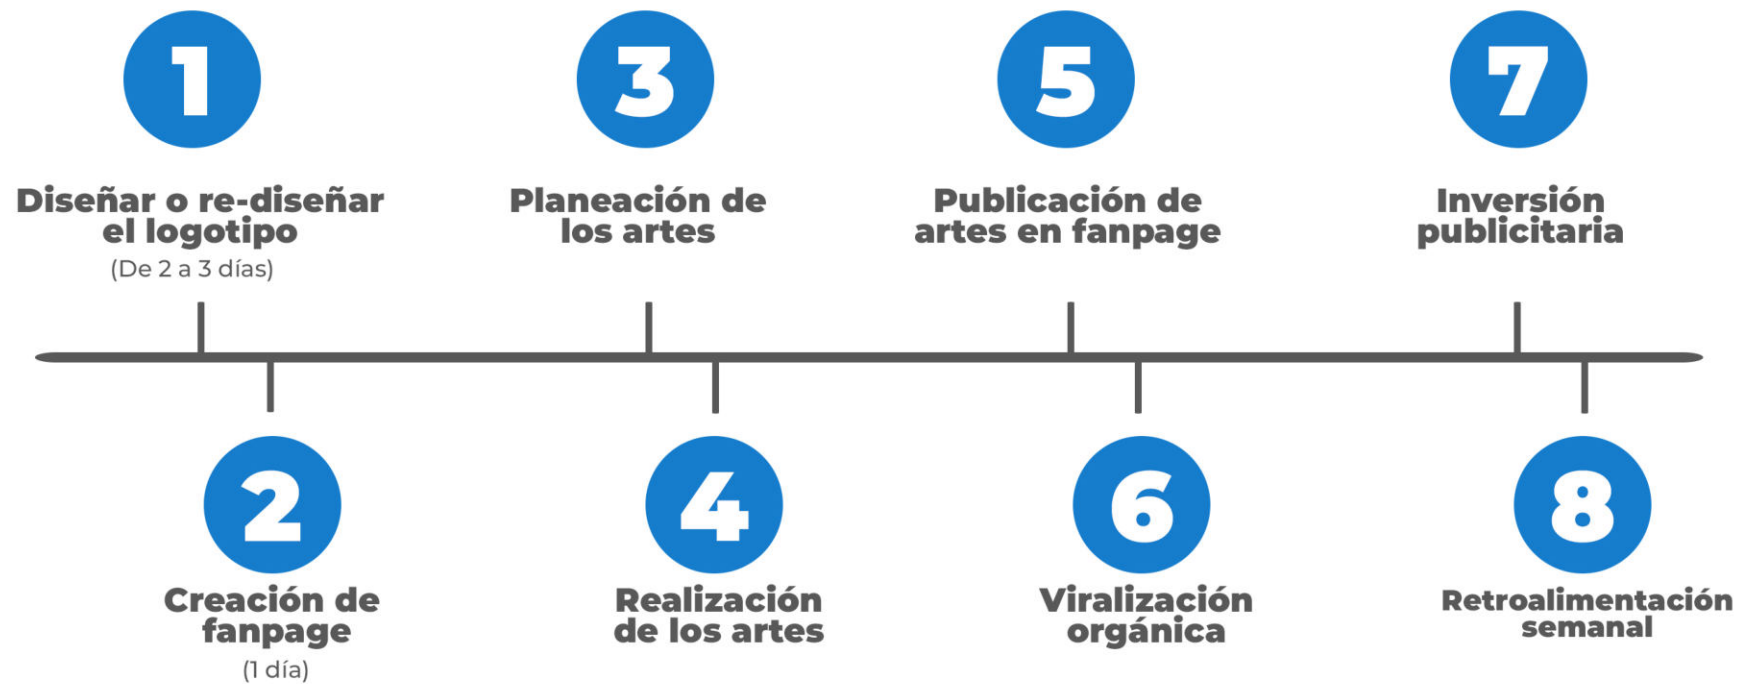 1
Diseñar o re-diseñar
el logotipo
(De 2 a 3 días)
2
Creación de
fanpage
(1 día)
3
Planeación de
los artes
4
Realización
de los artes
5
Publicación de
artes en fanpage
6
Viralización
orgánica
7
Inversión
publicitaria
8
Retroalimentación
semanal